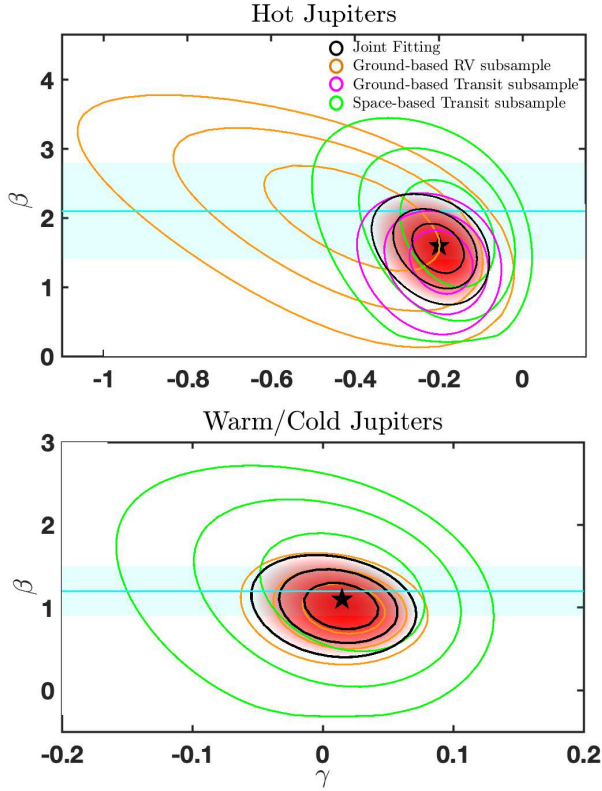 Hot Jupiters
Joint Fitting
Ground-based RV subsample
Ground-based Transit subsample
Space-based Transit subsample
4
3
2
1
0
β
-1 -0.8 -0.6 -0.4 -0.2 0
Warm/Cold Jupiters
3
2
1
0
β
-0.2 -0.1 0 0.1 0.2
γ